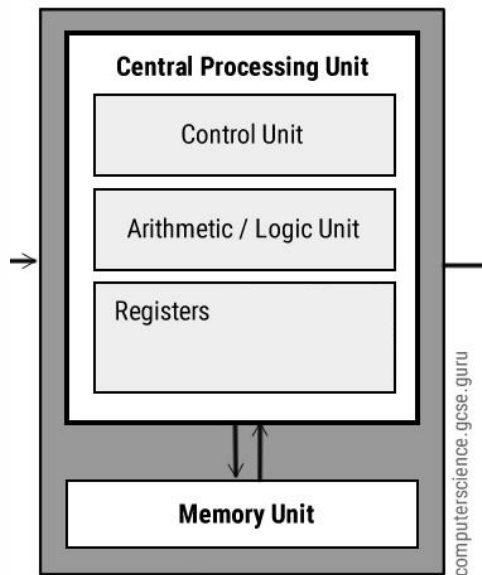 Central Processing Unit
Control Unit
Arithmetic / Logic Unit
Registers
Memory Unit
computerscience.gcse.guru